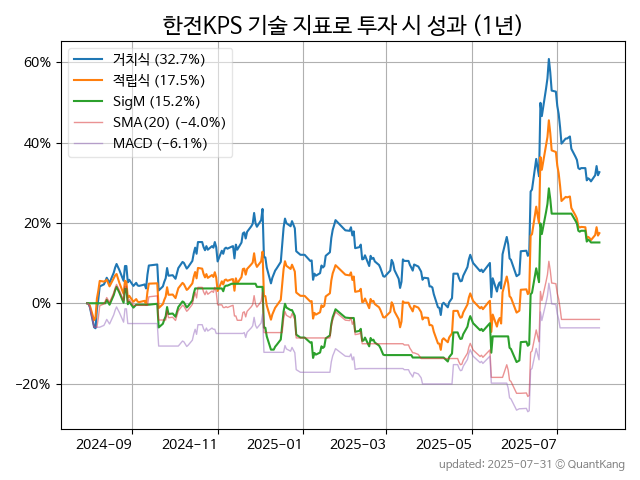 한전KPS 기술 지표로 투자 시 성과 (1년)
거치식 (32.7%)
적립식 (17.5%)
SigM (15.2%)
SMA(20) (−4.0%)
MACD (−6.1%)
60%
40%
20%
0%
−20%
2024-09 2024-11 2025-01 2025-03 2025-05 2025-07
updated: 2025-07-31 © QuantKang